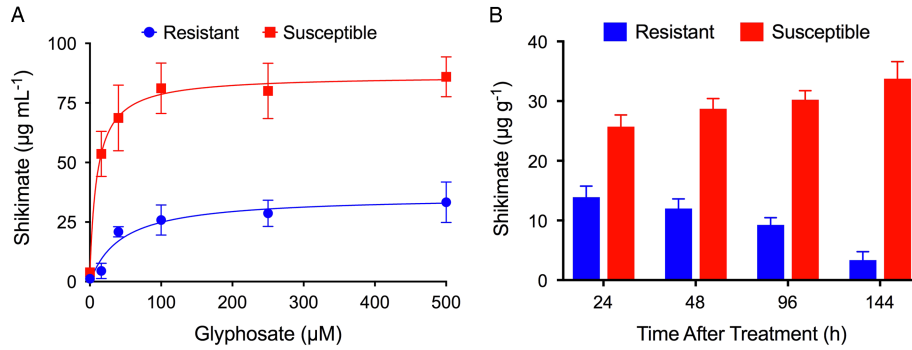 A
Resistant Susceptible
100
75
50
25
0
Shikimate (µg mL-1)
0 100 200 300 400 500
Glyphosate (µM)
B
Resistant Susceptible
40
30
20
10
0
Shikimate (µg g-1)
24 48 96 144
Time After Treatment (h)